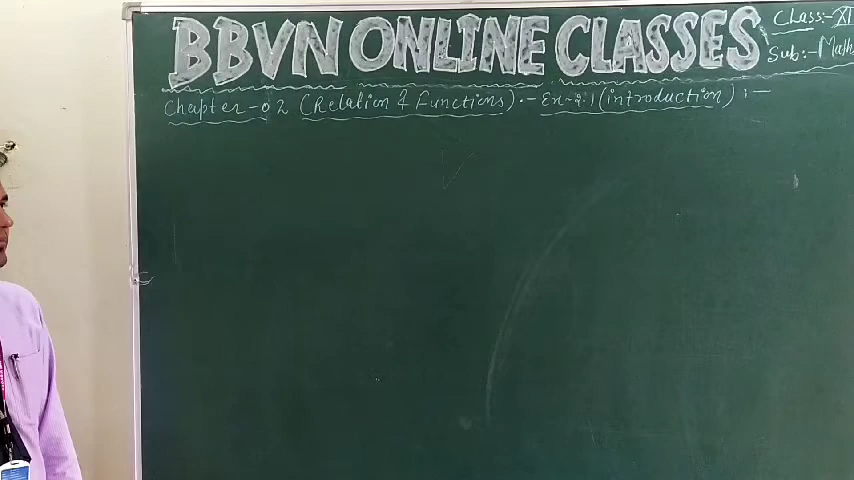 BBVN ONLINE CLASSES
Class:- XI
Sub:- Math
Chapter-02 (Relation & Functions) :- Ex-2.1 (introduction) :-